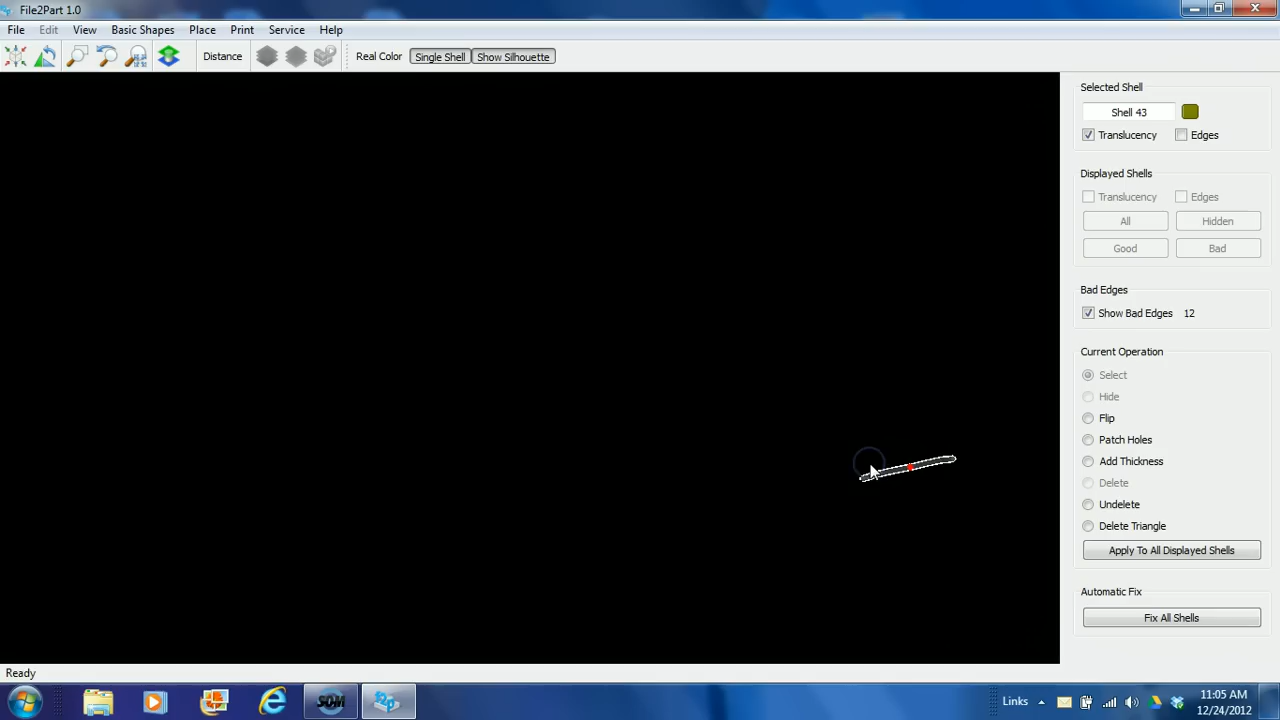 File2Part 1.0
File Edit View Basic Shapes Place Print Service Help
Distance Real Color Single Shell Show Silhouette
Selected Shell
Shell 43
Translucency Edges
Displayed Shells
Translucency Edges
All Hidden
Good Bad
Bad Edges
Show Bad Edges 12
Current Operation
Select
Hide
Flip
Patch Holes
Add Thickness
Delete
Undelete
Delete Triangle
Apply To All Displayed Shells
Automatic Fix
Fix All Shells
Ready
SOM
Links
11:05 AM
12/24/2012